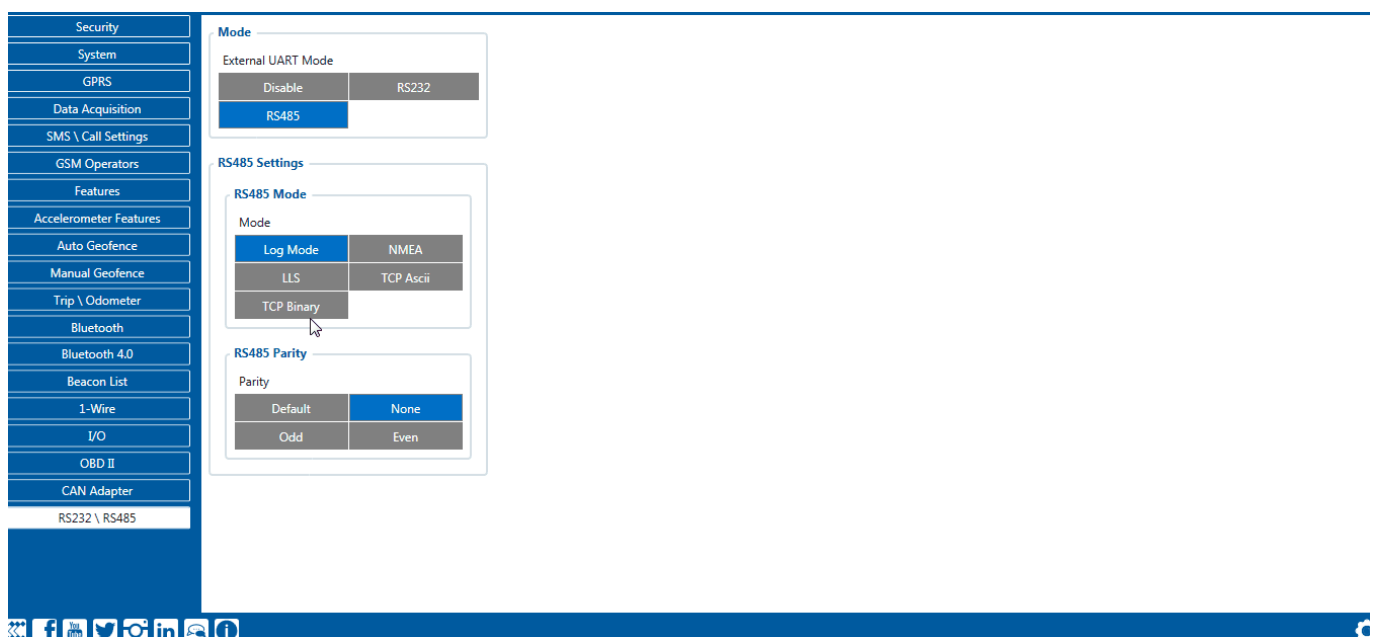 Security
System
GPRS
Data Acquisition
SMS \ Call Settings
GSM Operators
Features
Accelerometer Features
Auto Geofence
Manual Geofence
Trip \ Odometer
Bluetooth
Bluetooth 4.0
Beacon List
1-Wire
I/O
OBD II
CAN Adapter
RS232 \ RS485
Mode
External UART Mode
Disable RS232
RS485
RS485 Settings
RS485 Mode
Mode
Log Mode NMEA
LLS TCP Ascii
TCP Binary
RS485 Parity
Parity
Default None
Odd Even
You
Tube